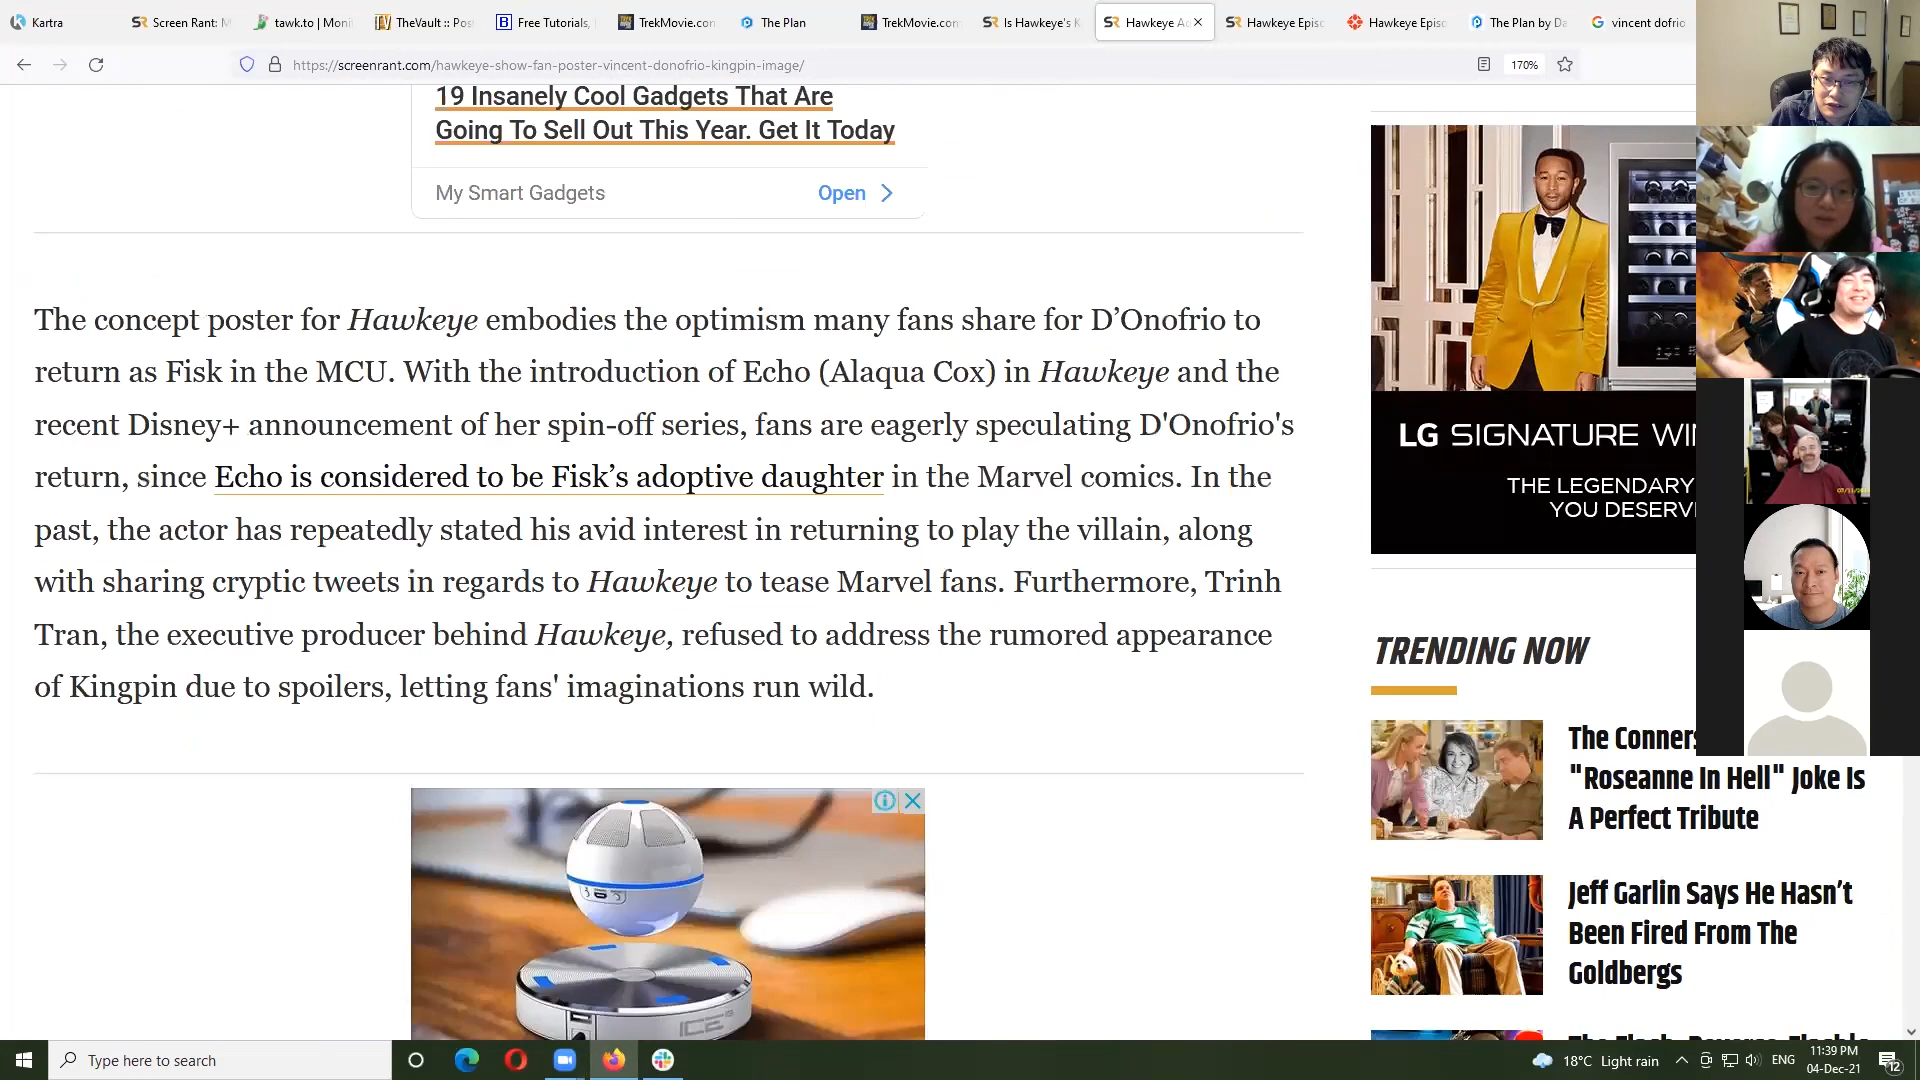 Kartra
Screen Rant: M
tawk.to | Moni
TheVault :: Pos
Free Tutorials,
TrekMovie.con
The Plan
TrekMovie.con
Is Hawkeye's K
Hawkeye Ad
Hawkeye Episo
Hawkeye Episo
The Plan by Da
vincent dofrio
https://screenrant.com/hawkeye-show-fan-poster-vincent-donofrio-kingpin-image/
170%
19 Insanely Cool Gadgets That Are
Going To Sell Out This Year. Get It Today
My Smart Gadgets
Open
The concept poster for Hawkeye embodies the optimism many fans share for D’Onofrio to
return as Fisk in the MCU. With the introduction of Echo (Alaqua Cox) in Hawkeye and the
recent Disney+ announcement of her spin-off series, fans are eagerly speculating D'Onofrio's
return, since Echo is considered to be Fisk’s adoptive daughter in the Marvel comics. In the
past, the actor has repeatedly stated his avid interest in returning to play the villain, along
with sharing cryptic tweets in regards to Hawkeye to tease Marvel fans. Furthermore, Trinh
Tran, the executive producer behind Hawkeye, refused to address the rumored appearance
of Kingpin due to spoilers, letting fans' imaginations run wild.
ICE
LG SIGNATURE WI
THE LEGENDARY
YOU DESERV
TRENDING NOW
The Conners
"Roseanne In Hell" Joke Is
A Perfect Tribute
Jeff Garlin Says He Hasn’t
Been Fired From The
Goldbergs
Type here to search
18°C Light rain
ENG
11:39 PM
04-Dec-21
12